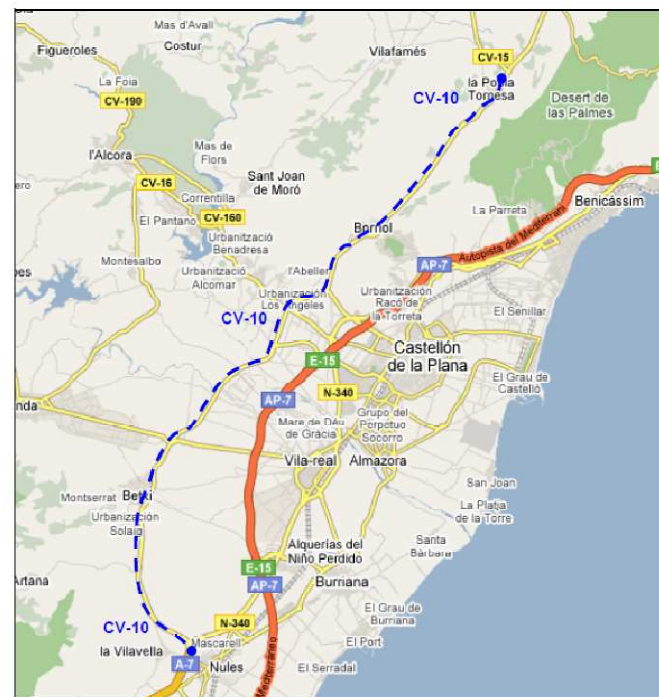 Mas d'Avall
Costur
Figueroles
Vilafamés
CV-15
La Foia
la Pobla
Tornesa
CV-10
Desert de
las Palmes
CV-190
Mas de
Flors
l'Alcora
Sant Joan
de Moró
CV-16
Correntilla
Benicàssim
La Parreta
El Pantano
CV-160
Borriol
Autopista del Mediterrani
Urbanització
Benadresa
Montesalbo
AP-7
l'Abeller
Urbanització
Alcomar
Urbanización
Los Angeles
Urbanització
Racó de
la Torreta
El Senillar
CV-10
Castellón
de la Plana
E-15
El Grau de
Castelló
N-340
AP-7
nda
Grupo del
Perpetuo
Socorro
Mare de Déu
de Gràcia
Vila-real
Almazora
San Joan
Montserrat
Betxí
La Platja
de la Torre
Urbanización
Solaig
Santa
Bàrbara
Alquerías del
Niño Perdido
E-15
Artana
AP-7
Burriana
El Grau de
Burriana
CV-10
N-340
Mascarell
El Port
la Vilavella
A-7
Nules
El Serradal
Mediterráneo